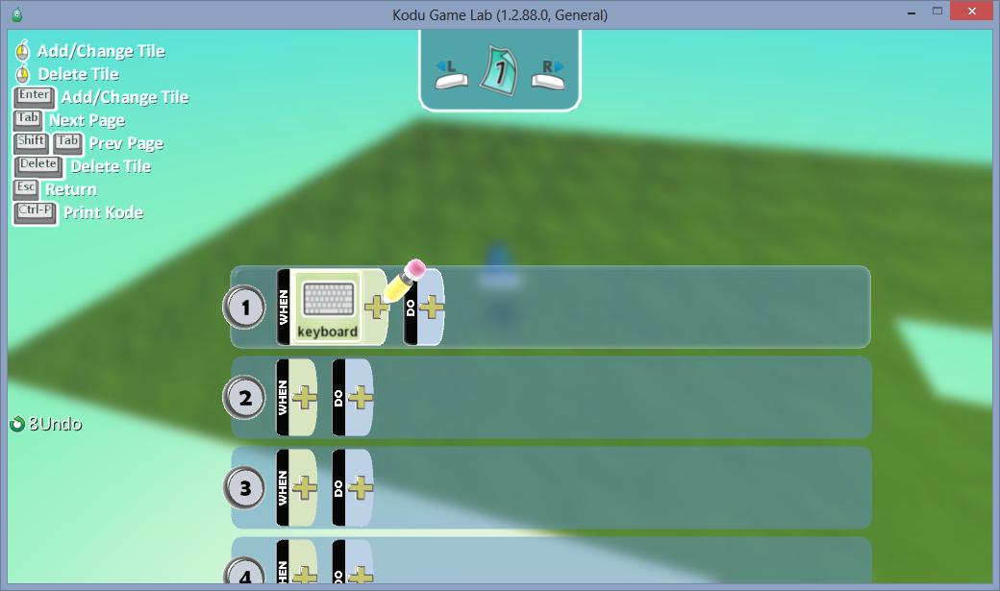 Kodu Game Lab (1.2.88.0, General)
L 1 R
Add/Change Tile
Delete Tile
Enter Add/Change Tile
Tab Next Page
Shift Tab Prev Page
Delete Delete Tile
Esc Return
Ctrl-P Print Kode
1 WHEN keyboard DO
2 WHEN DO
8Undo
3 WHEN DO
4 WHEN DO